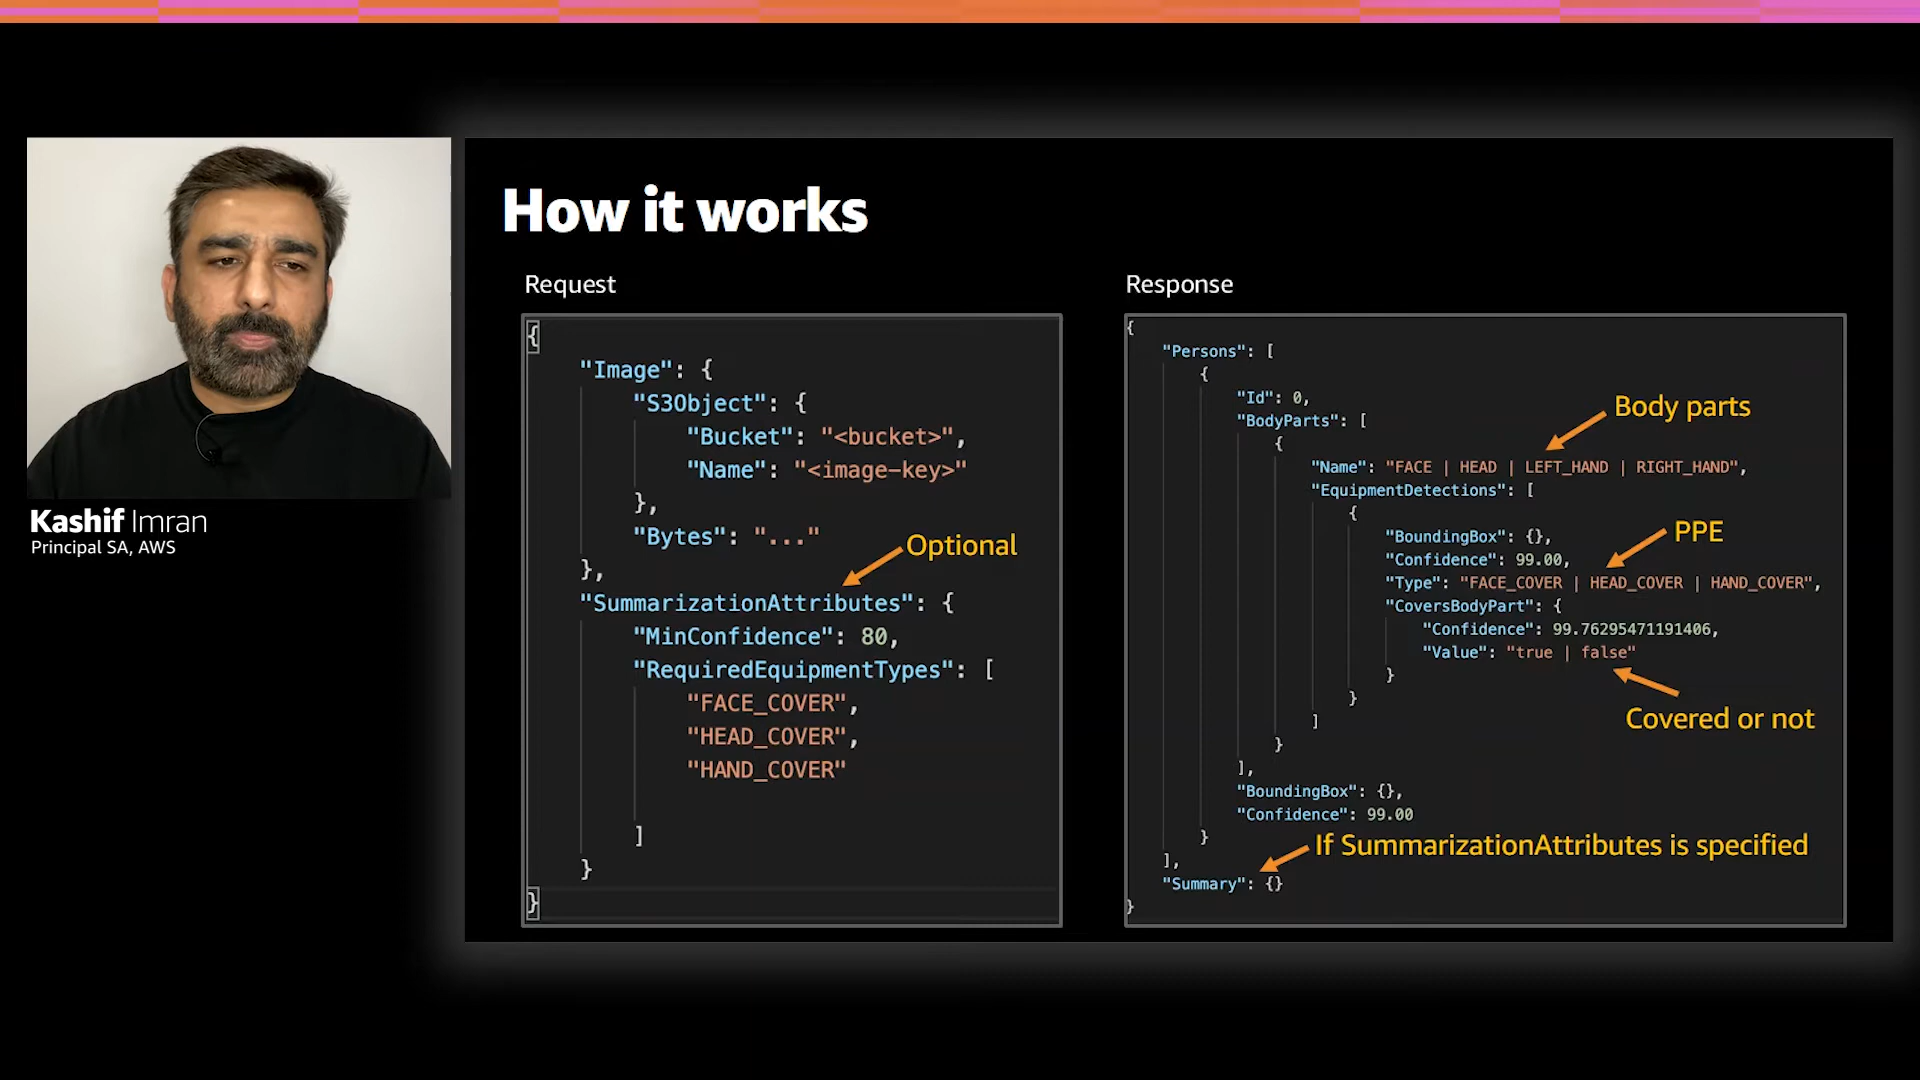 Kashif Imran
Principal SA, AWS
How it works
Request
{
"Image": {
"S3Object": {
"Bucket": "<bucket>",
"Name": "<image-key>"
},
"Bytes": "..."
},
Optional
"SummarizationAttributes": {
"MinConfidence": 80,
"RequiredEquipmentTypes": [
"FACE_COVER",
"HEAD_COVER",
"HAND_COVER"
]
}
}
Response
{
"Persons": [
{
"Id": 0,
"BodyParts": [
Body parts
{
"Name": "FACE | HEAD | LEFT_HAND | RIGHT_HAND",
"EquipmentDetections": [
{
PPE
"BoundingBox": {},
"Confidence": 99.00,
"Type": "FACE_COVER | HEAD_COVER | HAND_COVER",
"CoversBodyPart": {
"Confidence": 99.76295471191406,
"Value": "true | false"
}
}
Covered or not
]
}
],
"BoundingBox": {},
"Confidence": 99.00
}
If SummarizationAttributes is specified
],
"Summary": {}
}